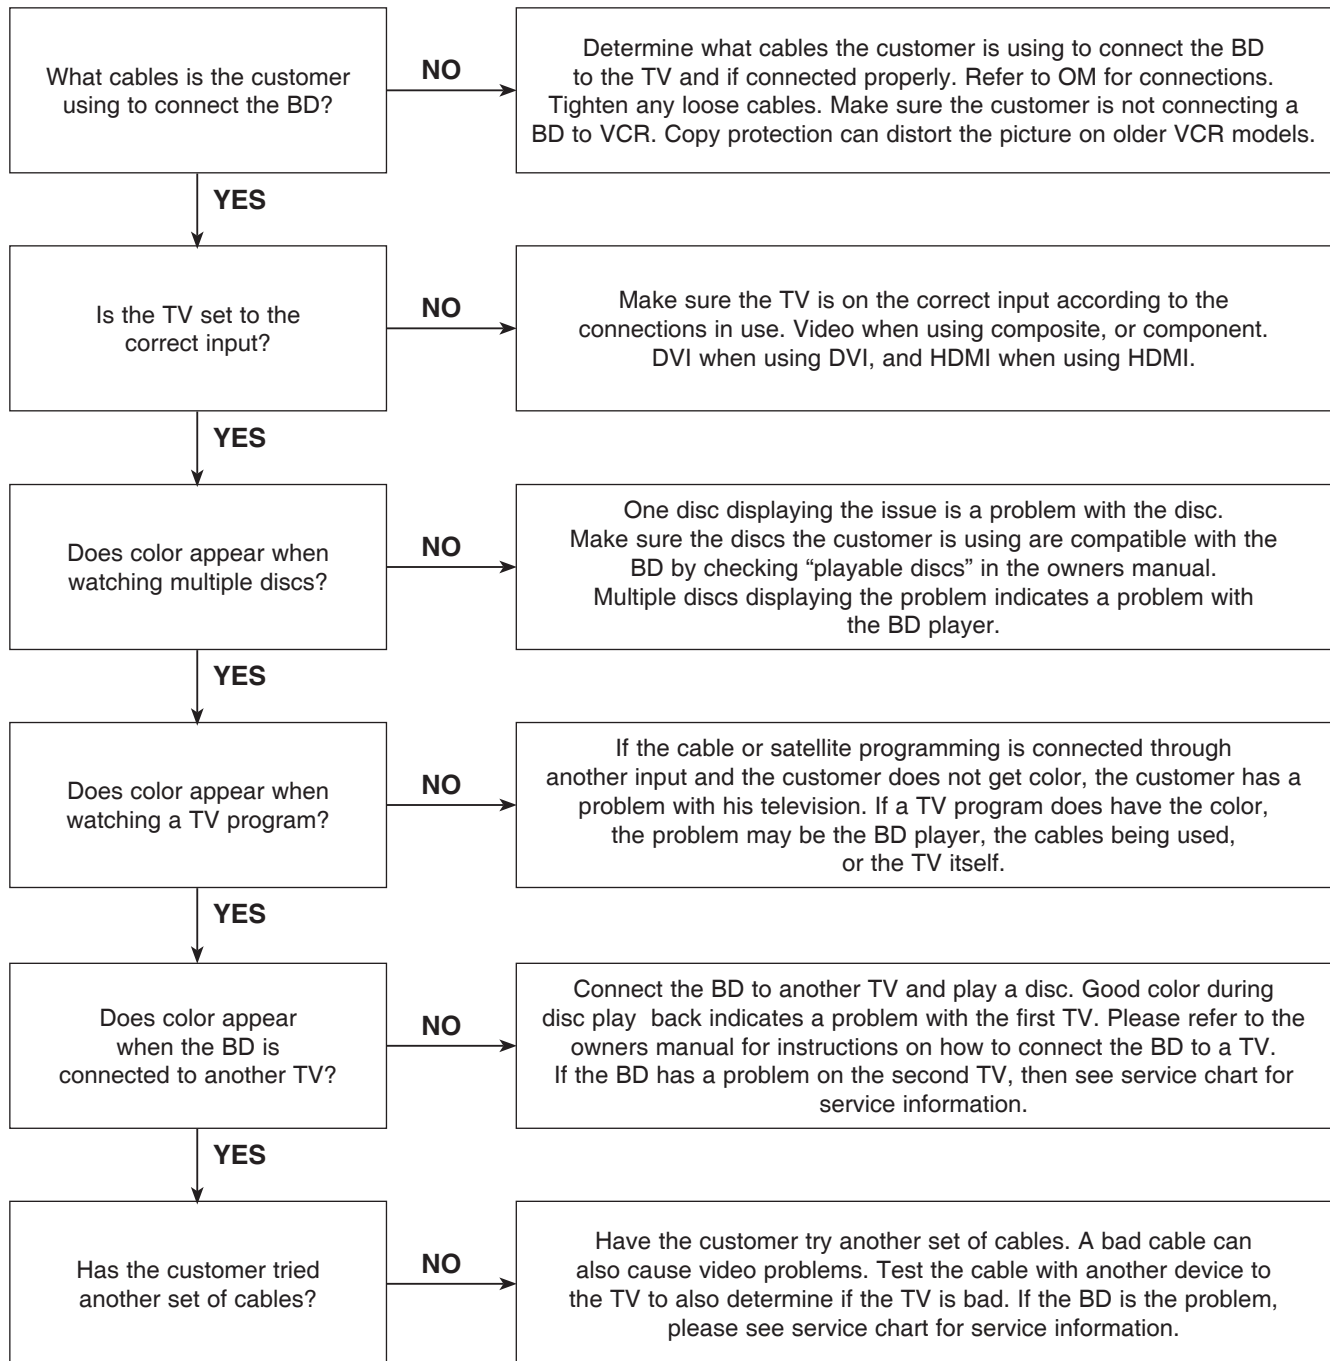 What cables is the customer
using to connect the BD?
NO
Determine what cables the customer is using to connect the BD
to the TV and if connected properly. Refer to OM for connections.
Tighten any loose cables. Make sure the customer is not connecting a
BD to VCR. Copy protection can distort the picture on older VCR models.
YES
Is the TV set to the
correct input?
NO
Make sure the TV is on the correct input according to the
connections in use. Video when using composite, or component.
DVI when using DVI, and HDMI when using HDMI.
YES
Does color appear when
watching multiple discs?
NO
One disc displaying the issue is a problem with the disc.
Make sure the discs the customer is using are compatible with the
BD by checking “playable discs” in the owners manual.
Multiple discs displaying the problem indicates a problem with
the BD player.
YES
Does color appear when
watching a TV program?
NO
If the cable or satellite programming is connected through
another input and the customer does not get color, the customer has a
problem with his television. If a TV program does have the color,
the problem may be the BD player, the cables being used,
or the TV itself.
YES
Does color appear
when the BD is
connected to another TV?
NO
Connect the BD to another TV and play a disc. Good color during
disc play  back indicates a problem with the first TV. Please refer to the
owners manual for instructions on how to connect the BD to a TV.
If the BD has a problem on the second TV, then see service chart for
service information.
YES
Has the customer tried
another set of cables?
NO
Have the customer try another set of cables. A bad cable can
also cause video problems. Test the cable with another device to
the TV to also determine if the TV is bad. If the BD is the problem,
please see service chart for service information.